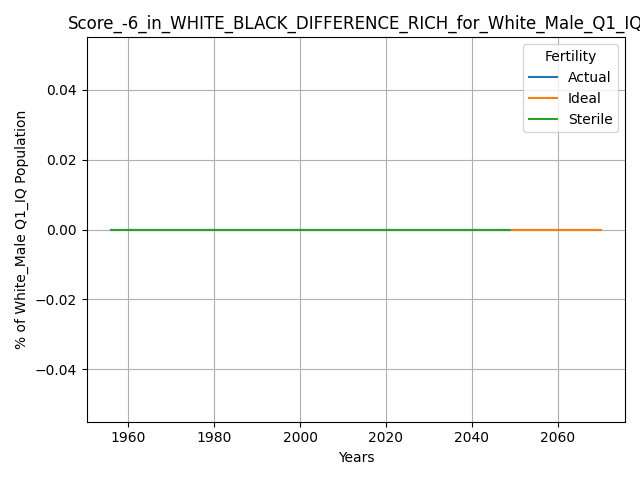 Score_-6_in_WHITE_BLACK_DIFFERENCE_RICH_for_White_Male_Q1_IQ
Fertility
Actual
Ideal
Sterile
% of White_Male Q1_IQ Population
0.04
0.02
0.00
−0.02
−0.04
1960 1980 2000 2020 2040 2060
Years